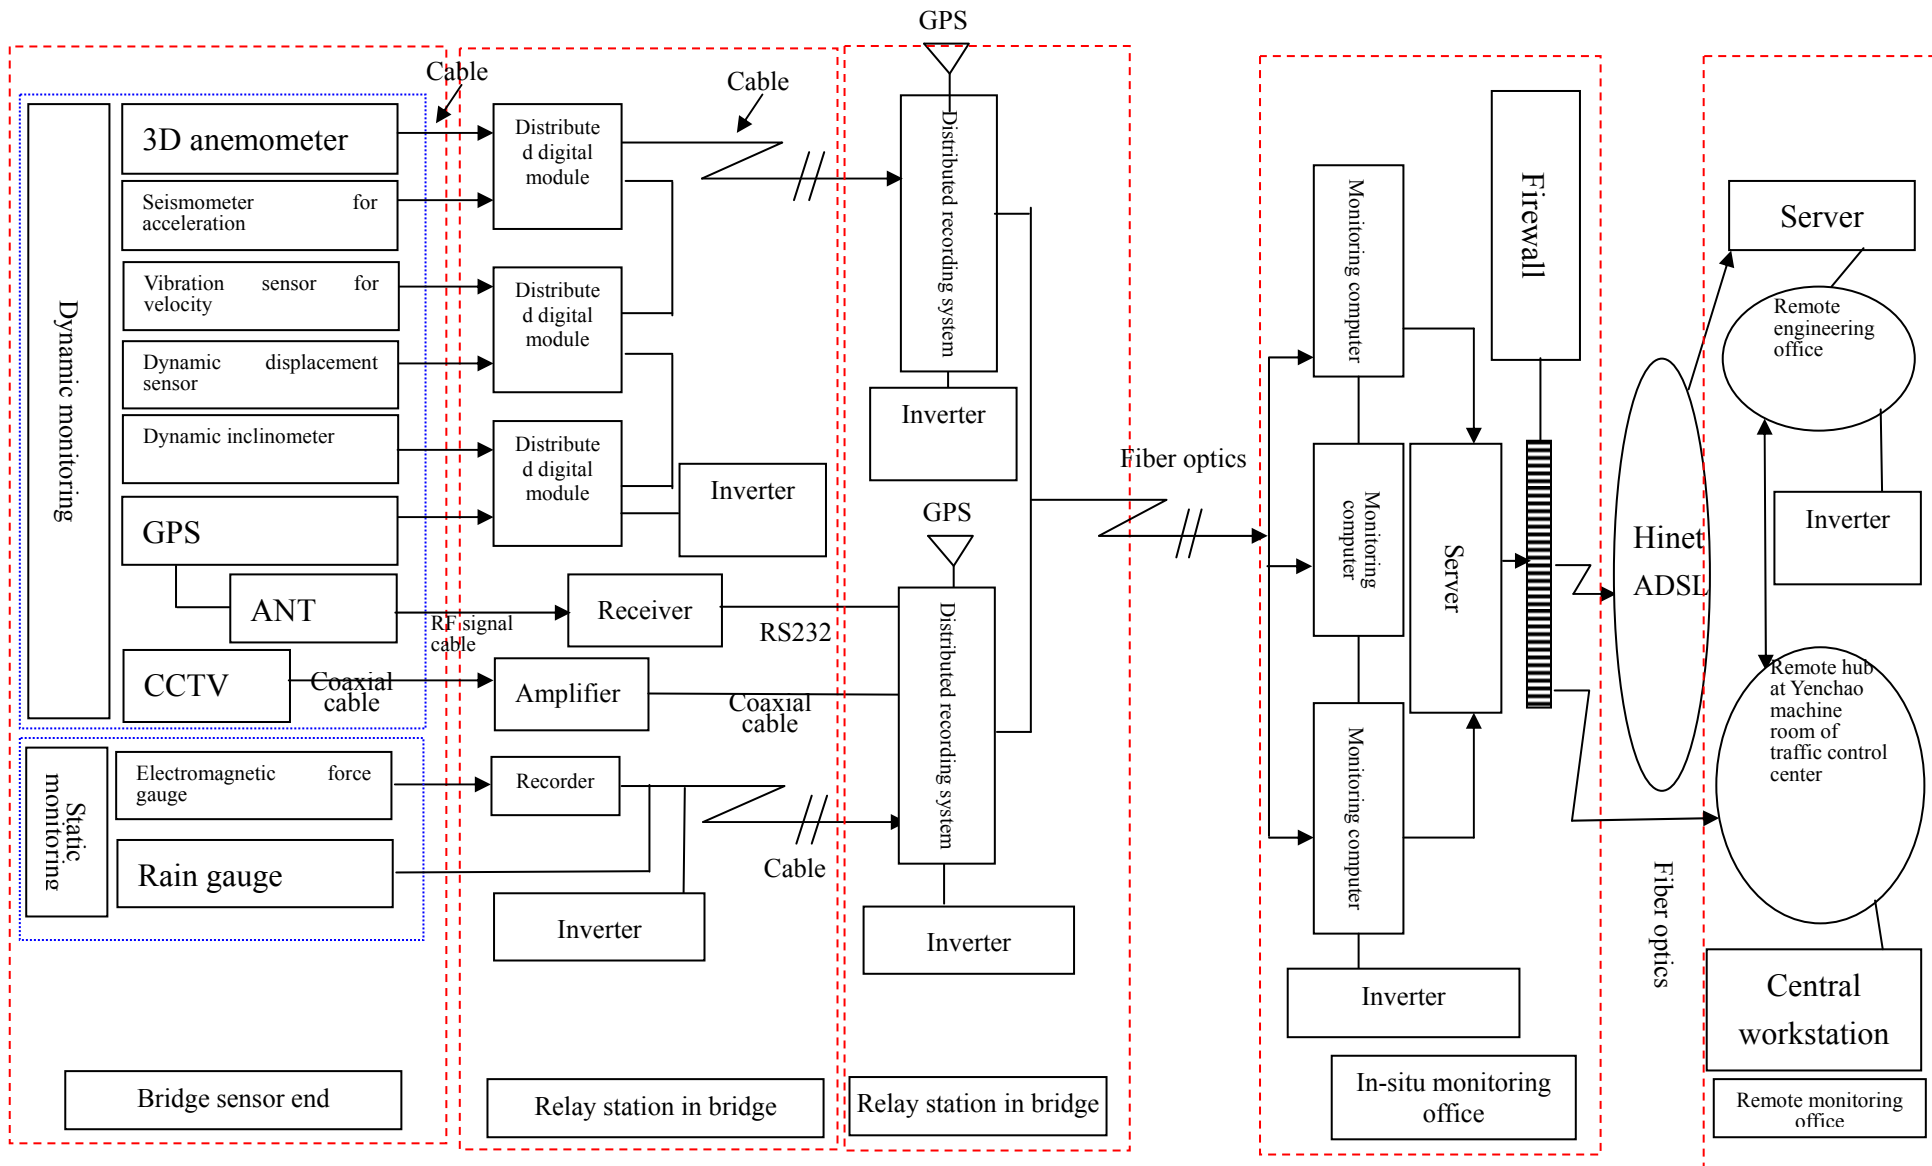 GPS
Cable
Cable
Dynamic monitoring
3D anemometer
Seismometer for
acceleration
Vibration sensor for
velocity
Dynamic displacement
sensor
Dynamic inclinometer
GPS
ANT
CCTV
Coaxial
cable
RF signal
cable
Static
monitoring
Electromagnetic force
gauge
Rain gauge
Bridge sensor end
Distribute
d digital
module
Distribute
d digital
module
Distribute
d digital
module
Inverter
Receiver
RS232
Amplifier
Coaxial
cable
Recorder
Cable
Inverter
Relay station in bridge
Distributed recording system
Inverter
GPS
Distributed recording system
Inverter
Relay station in bridge
Fiber optics
Monitoring computer
Monitoring
computer
Monitoring computer
Server
Firewall
Inverter
In-situ monitoring
office
Hinet
ADSL
Fiber optics
Server
Remote
engineering
office
Inverter
Remote hub
at Yenchao
machine
room of
traffic control
center
Central
workstation
Remote monitoring
office